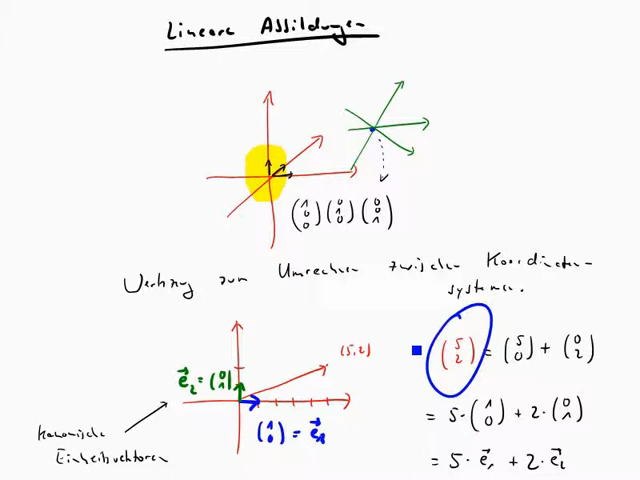 Lineare Abbildungen
(1 0 0) (0 1 0) (0 0 1)
Werkzeug zum Umrechnen zwischen Koordinaten-
systemen.
(5,2)
e₂ = (0 1)
(1 0) = e₁
Kanonische
Einheitsvektoren
(5 2) = (5 0) + (0 2)
= 5 · (1 0) + 2 · (0 1)
= 5 · e₁ + 2 · e₂